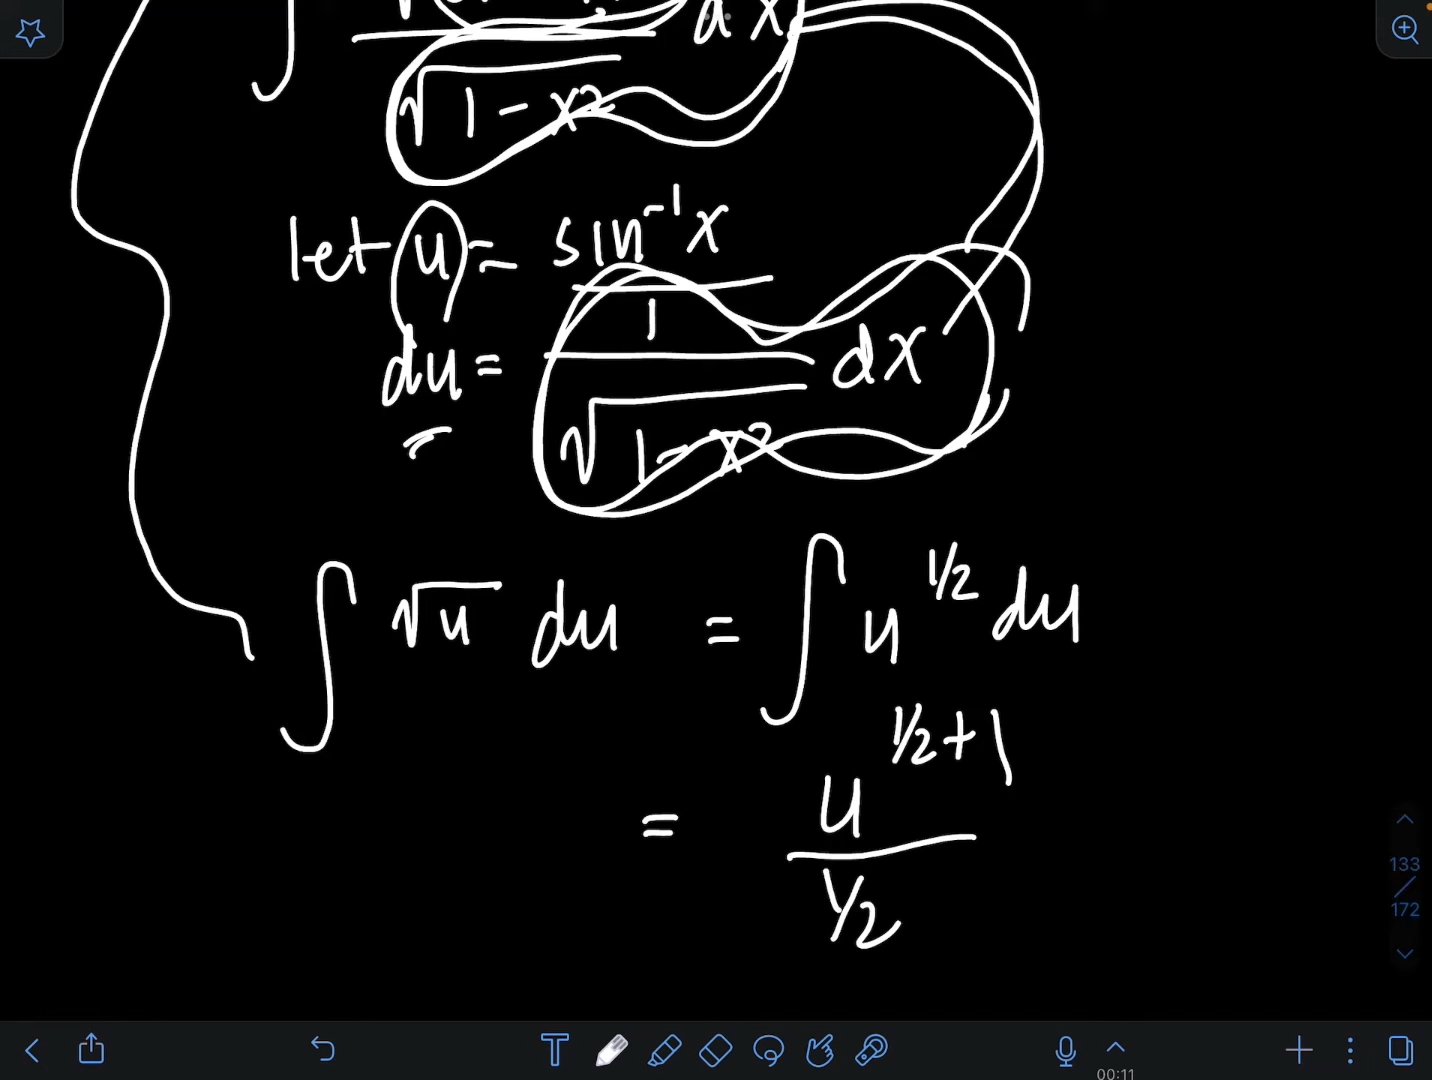 ∫ √ dx
√1 - x²
let u = sin⁻¹x
du = 1/√1 - x² dx
∫ √u du = ∫ u^1/2 du
= u^1/2+1 / 1/2
133
172
T
00:11